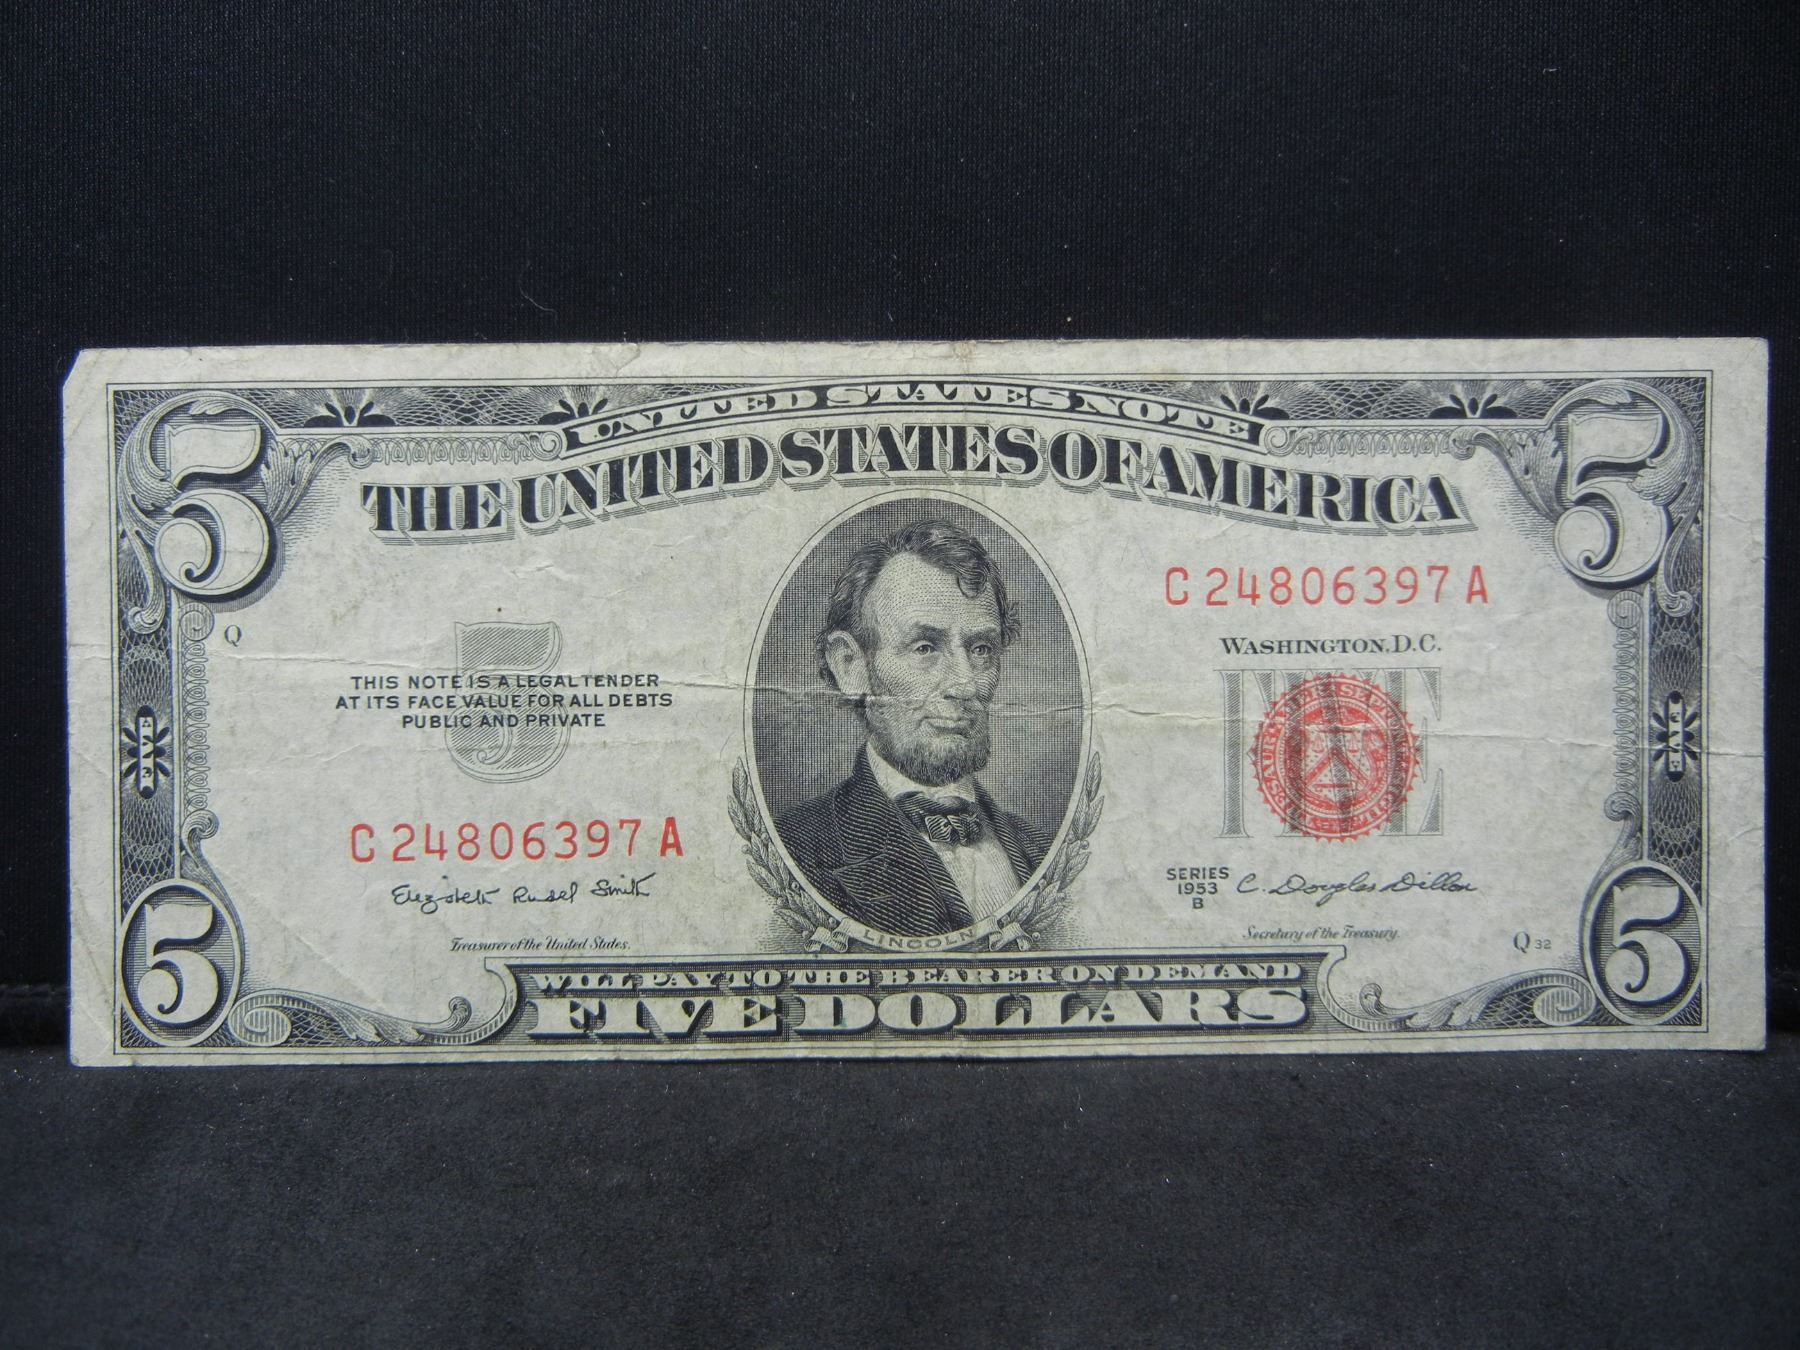 UNITED STATES NOTE
THE UNITED STATES OF AMERICA
5
5
C 24806397 A
WASHINGTON, D.C.
Q
5
THIS NOTE IS A LEGAL TENDER
AT ITS FACE VALUE FOR ALL DEBTS
PUBLIC AND PRIVATE
FIVE
FIVE
FIVE
C 24806397 A
SERIES
1953
B
Elizabeth Rudel Smith
C. Douglas Dillon
Treasurer of the United States.
LINCOLN
Secretary of the Treasury.
Q 32
5
5
WILL PAY TO THE BEARER ON DEMAND
FIVE DOLLARS